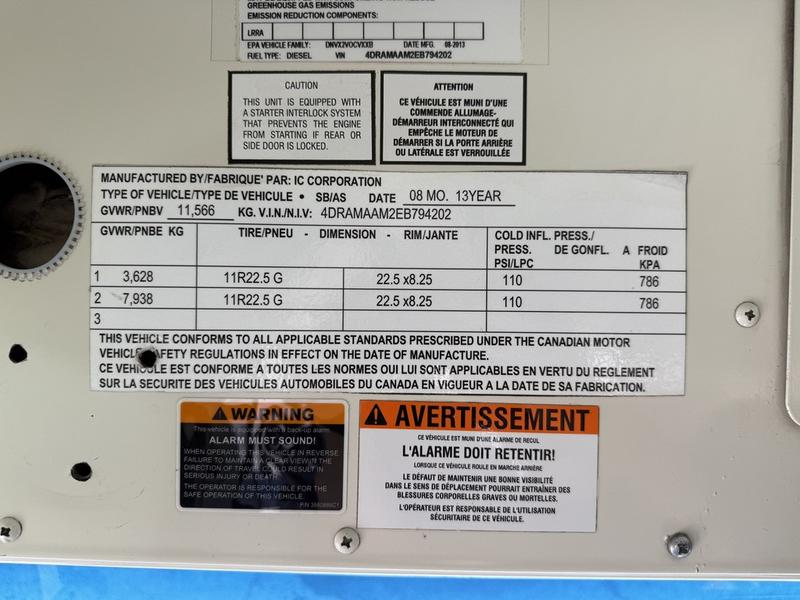 GREENHOUSE GAS EMISSIONS
EMISSION REDUCTION COMPONENTS:
LRRA
EPA VEHICLE FAMILY: DNVX2VOCVXXB DATE MFG. 08-2013
FUEL TYPE: DIESEL VIN 4DRAMAAM2EB794202
CAUTION
THIS UNIT IS EQUIPPED WITH
A STARTER INTERLOCK SYSTEM
THAT PREVENTS THE ENGINE
FROM STARTING IF REAR OR
SIDE DOOR IS LOCKED.
ATTENTION
CE VÉHICULE EST MUNI D'UNE
COMMENDE ALLUMAGE-
DÉMARREUR INTERCONNECTÉ QUI
EMPÊCHE LE MOTEUR DE
DÉMARRER SI LA PORTE ARRIÈRE
OU LATÉRALE EST VERROUILLÉE
MANUFACTURED BY/FABRIQUE' PAR: IC CORPORATION
TYPE OF VEHICLE/TYPE DE VEHICULE • SB/AS DATE 08 MO. 13YEAR
GVWR/PNBV 11,566 KG. V.I.N./N.I.V: 4DRAMAAM2EB794202
GVWR/PNBE KG TIRE/PNEU - DIMENSION - RIM/JANTE COLD INFL. PRESS./
PRESS. DE GONFL. A FROID
PSI/LPC KPA
1 3,628 11R22.5 G 22.5 x8.25 110 786
2 7,938 11R22.5 G 22.5 x8.25 110 786
3
THIS VEHICLE CONFORMS TO ALL APPLICABLE STANDARDS PRESCRIBED UNDER THE CANADIAN MOTOR
VEHICLE SAFETY REGULATIONS IN EFFECT ON THE DATE OF MANUFACTURE.
CE VEHICULE EST CONFORME A TOUTES LES NORMES OUI LUI SONT APPLICABLES EN VERTU DU REGLEMENT
SUR LA SECURITE DES VEHICULES AUTOMOBILES DU CANADA EN VIGUEUR A LA DATE DE SA FABRICATION.
WARNING
This vehicle is equipped with a back-up alarm.
ALARM MUST SOUND!
WHEN OPERATING THIS VEHICLE IN REVERSE
FAILURE TO MAINTAIN A CLEAR VIEW IN THE
DIRECTION OF TRAVEL COULD RESULT IN
SERIOUS INJURY OR DEATH.
THE OPERATOR IS RESPONSIBLE FOR THE
SAFE OPERATION OF THIS VEHICLE.
AVERTISSEMENT
CE VÉHICULE EST MUNI D'UNE ALARME DE RECUL
L'ALARME DOIT RETENTIR!
LORSQUE CE VÉHICULE ROULE EN MARCHE ARRIÈRE
LE DÉFAUT DE MAINTENIR UNE BONNE VISIBILITÉ
DANS LE SENS DE DÉPLACEMENT POURRAIT ENTRAÎNER DES
BLESSURES CORPORELLES GRAVES OU MORTELLES.
L'OPÉRATEUR EST RESPONSABLE DE L'UTILISATION
SÉCURITAIRE DE CE VÉHICULE.